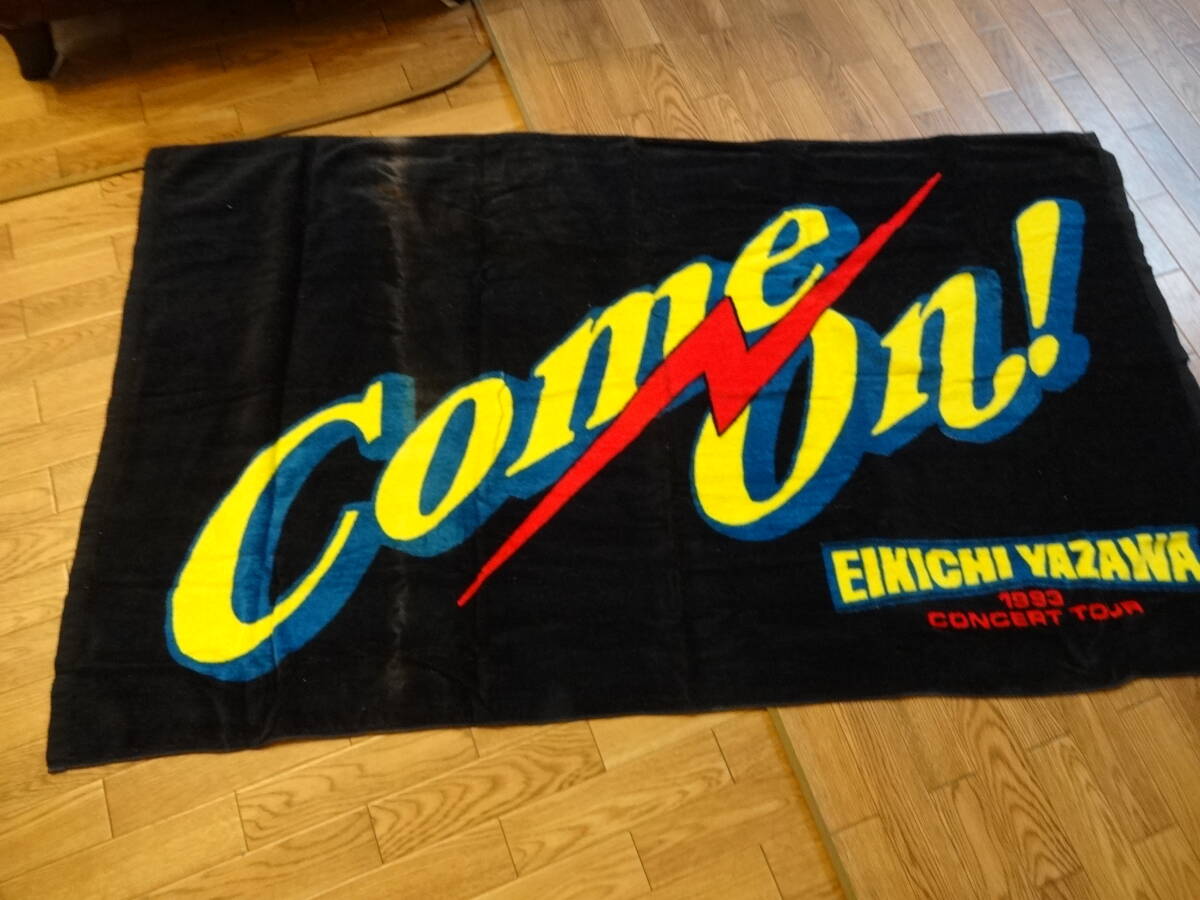 Come
On!
EIKICHI YAZAWA
1993
CONCERT TOUR